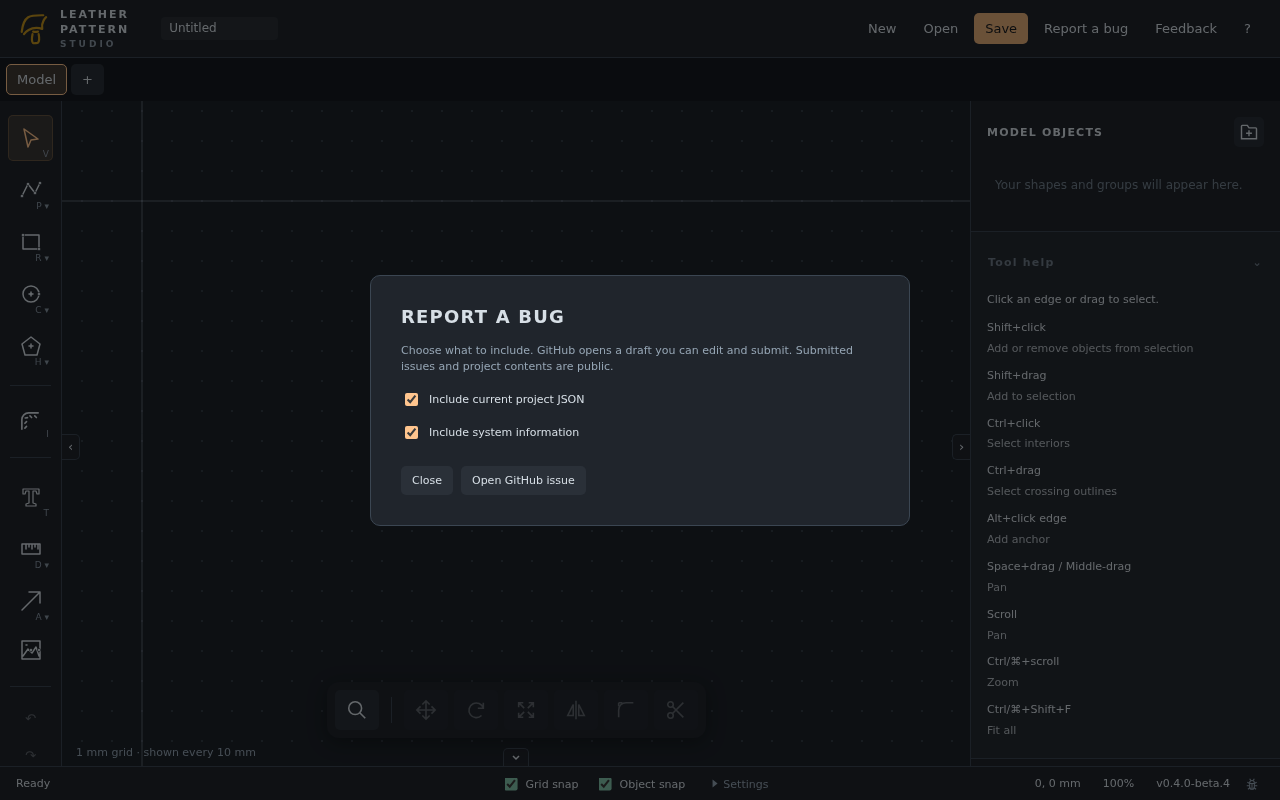 LEATHER
PATTERN
STUDIO
Untitled
New
Open
Save
Report a bug
Feedback
?
Model
+
V
P
R
C
H
I
T
D
A
MODEL OBJECTS
Your shapes and groups will appear here.
Tool help
Click an edge or drag to select.
Shift+click
Add or remove objects from selection
Shift+drag
Add to selection
Ctrl+click
Select interiors
Ctrl+drag
Select crossing outlines
Alt+click edge
Add anchor
Space+drag / Middle-drag
Pan
Scroll
Pan
Ctrl/⌘+scroll
Zoom
Ctrl/⌘+Shift+F
Fit all
REPORT A BUG
Choose what to include. GitHub opens a draft you can edit and submit. Submitted
issues and project contents are public.
Include current project JSON
Include system information
Close
Open GitHub issue
1 mm grid · shown every 10 mm
Ready
Grid snap
Object snap
Settings
0, 0 mm
100%
v0.4.0-beta.4